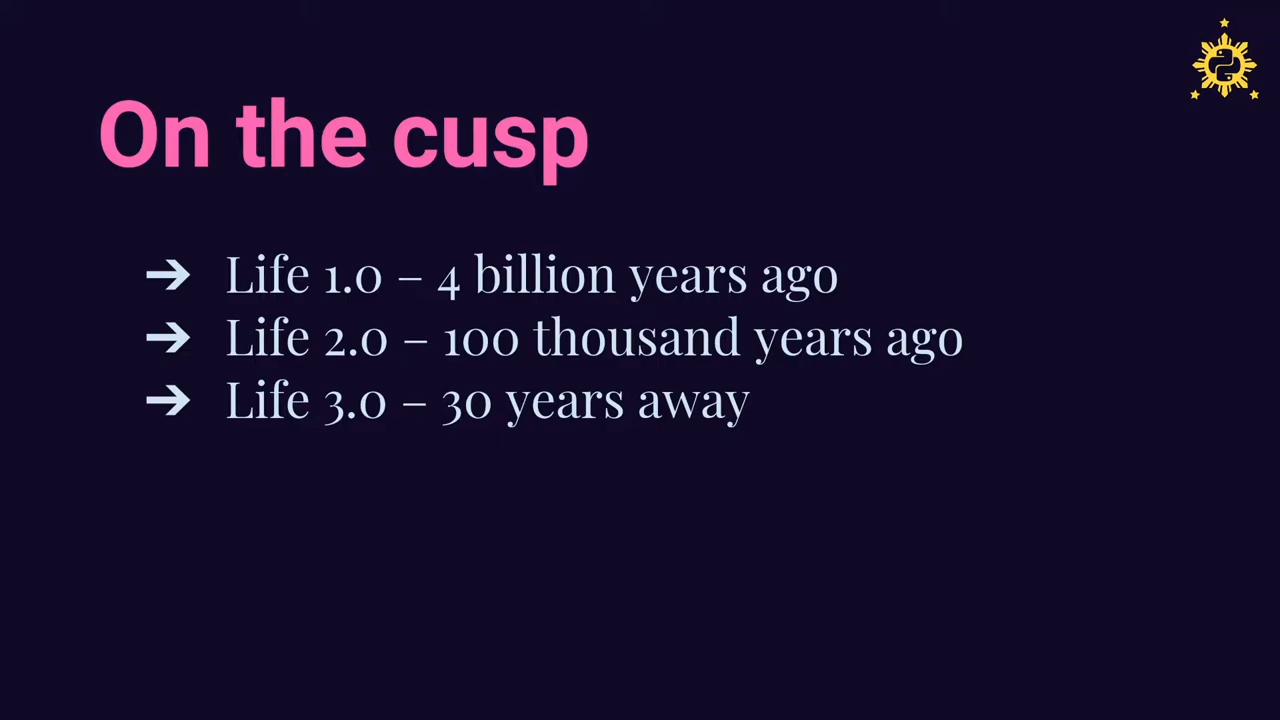 On the cusp
➔ Life 1.0 – 4 billion years ago
➔ Life 2.0 – 100 thousand years ago
➔ Life 3.0 – 30 years away